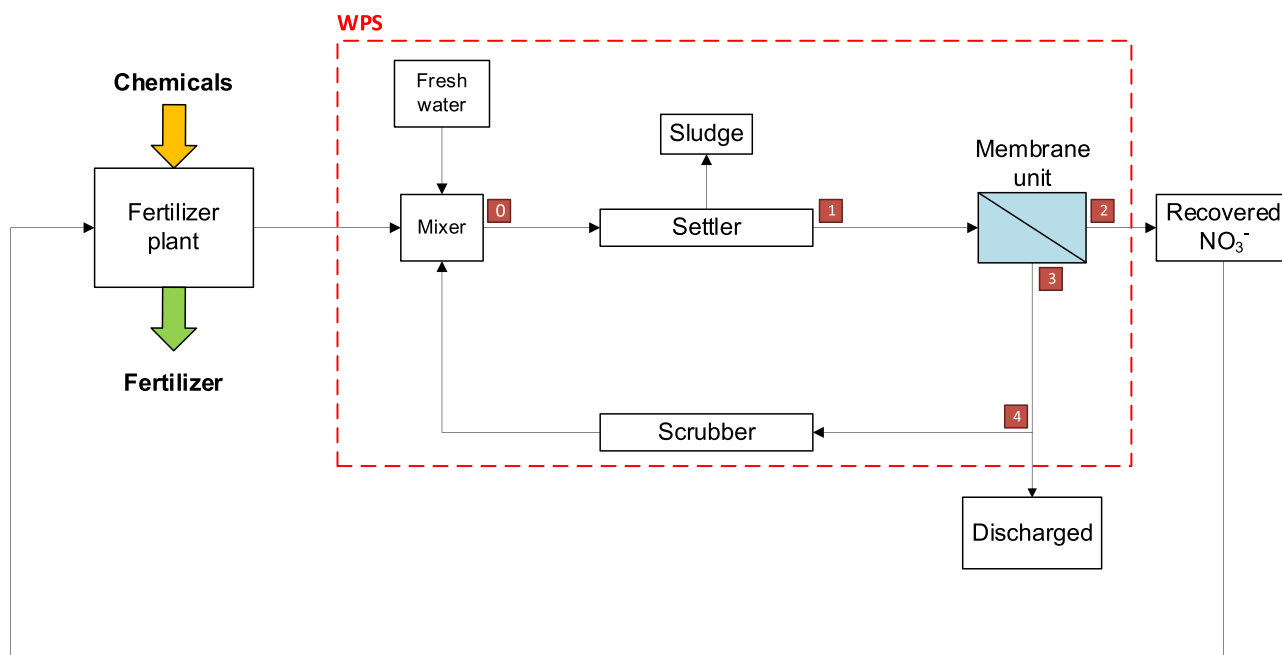 WPS
Chemicals
Fresh
water
Sludge
Membrane
unit
Fertilizer
plant
Mixer
0
Settler
1
2
Recovered
NO₃⁻
3
Fertilizer
Scrubber
4
Discharged